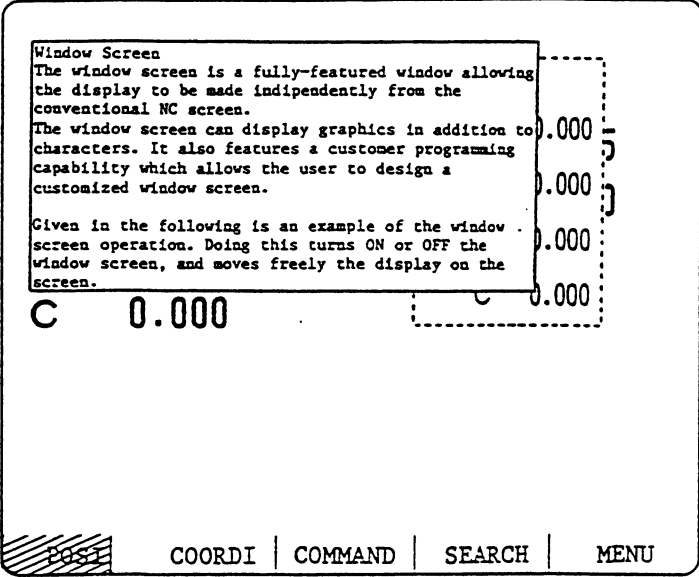 Window Screen
The window screen is a fully-featured window allowing
the display to be made indipendently from the
conventional NC screen.
The window screen can display graphics in addition to
characters. It also features a customer programming
capability which allows the user to design a
customized window screen.
Given in the following is an example of the window
screen operation. Doing this turns ON or OFF the
window screen, and moves freely the display on the
screen.
0.000
0.000
0.000
C 0.000
C 0.000
POSI COORDI COMMAND SEARCH MENU